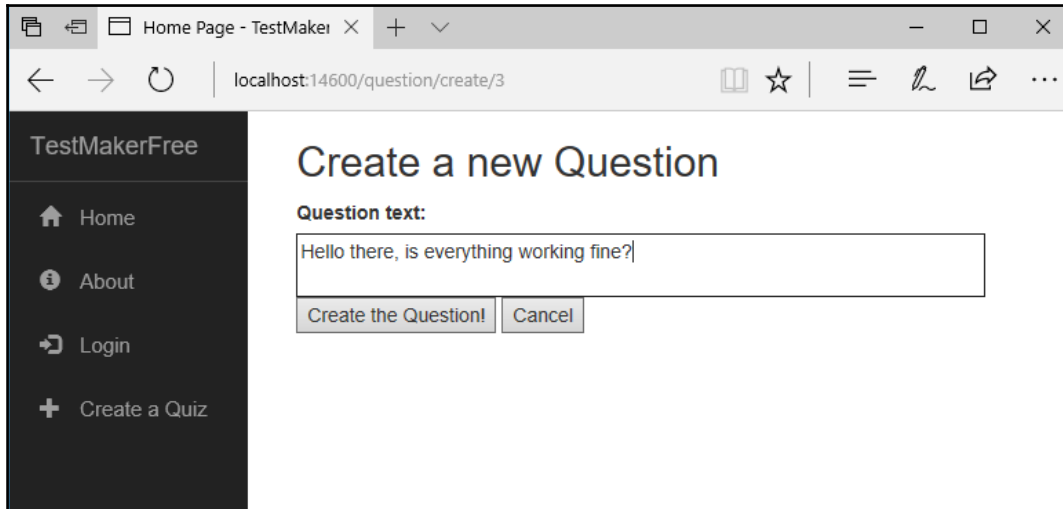 Home Page - TestMaker
localhost:14600/question/create/3
TestMakerFree
Home
About
Login
Create a Quiz
Create a new Question
Question text:
Hello there, is everything working fine?
Create the Question! Cancel